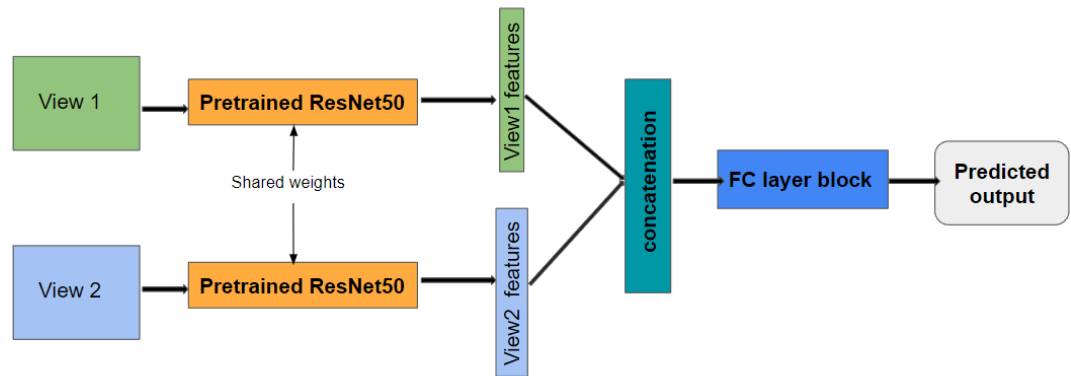 View 1
Pretrained ResNet50
View1 features
Shared weights
View 2
Pretrained ResNet50
View2 features
concatenation
FC layer block
Predicted
output